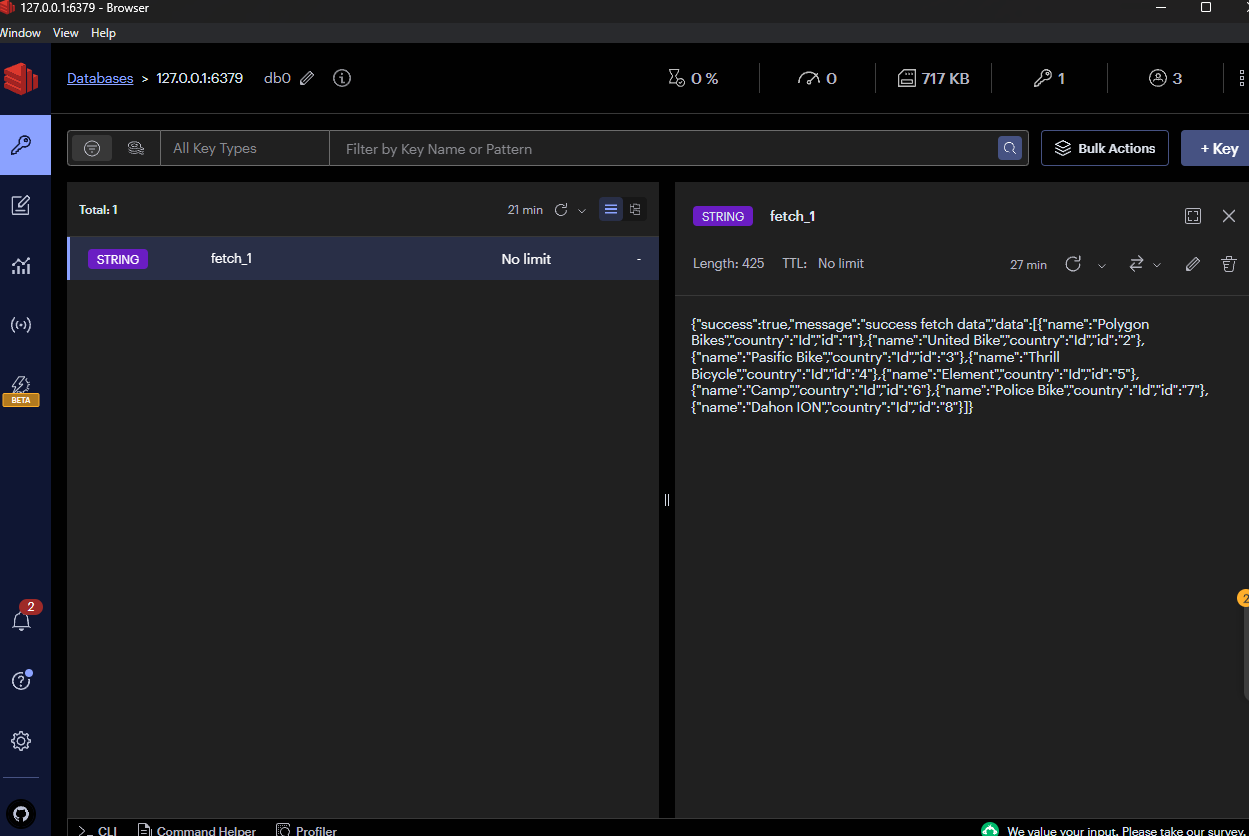 127.0.0.1:6379 - Browser
Window View Help
Databases > 127.0.0.1:6379 db0 0 % 0 717 KB 1 3
All Key Types Filter by Key Name or Pattern Bulk Actions + Key
Total: 1 21 min
STRING fetch_1
STRING fetch_1 No limit -
Length: 425 TTL: No limit 27 min
{"success":true,"message":"success fetch data","data":[{"name":"Polygon
Bikes","country":"Id","id":"1"},{"name":"United Bike","country":"Id","id":"2"},
{"name":"Pasific Bike","country":"Id","id":"3"},{"name":"Thrill
Bicycle","country":"Id","id":"4"},{"name":"Element","country":"Id","id":"5"},
{"name":"Camp","country":"Id","id":"6"},{"name":"Police Bike","country":"Id","id":"7"},
{"name":"Dahon ION","country":"Id","id":"8"}]}
BETA
2
2
>_ CLI Command Helper Profiler We value your input. Please take our survey.